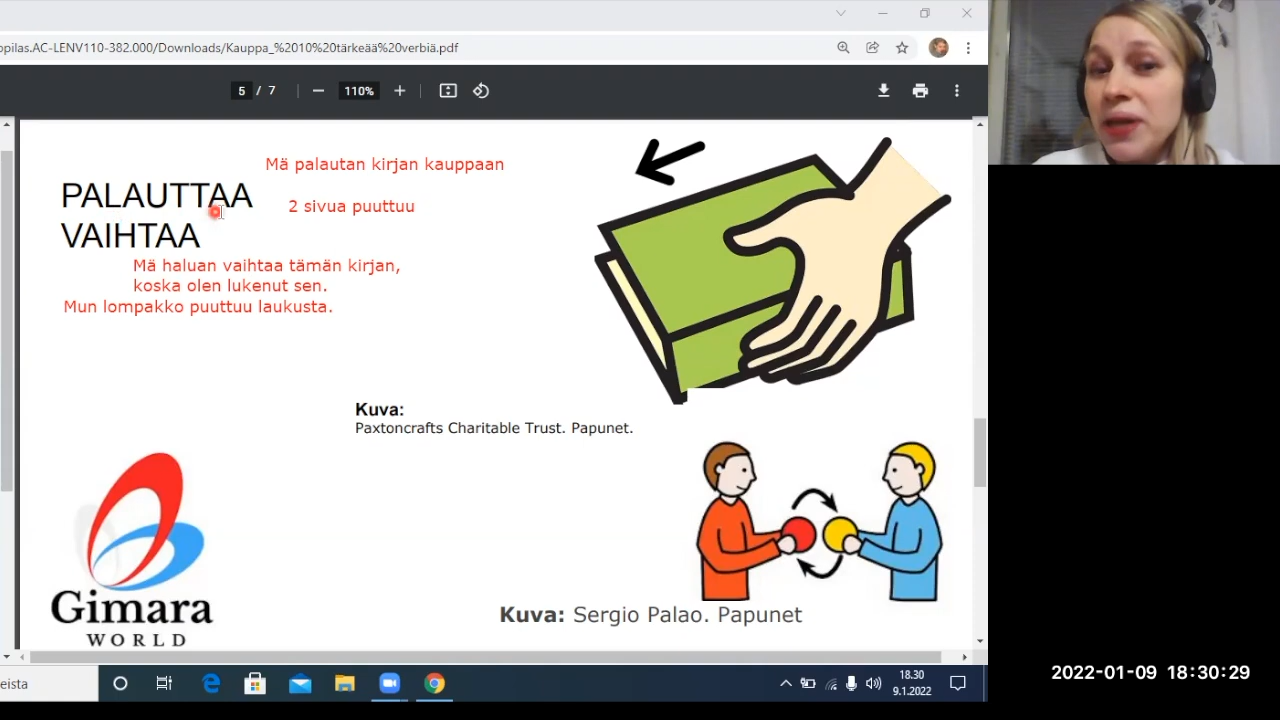 opilas.AC-LENV110-382.000/Downloads/Kauppa_%2010%20tärkeää%20verbiä.pdf
5 / 7
110%
Mä palautan kirjan kauppaan
PALAUTTAA
2 sivua puuttuu
VAIHTAA
Mä haluan vaihtaa tämän kirjan,
koska olen lukenut sen.
Mun lompakko puuttuu laukusta.
Kuva:
Paxtoncrafts Charitable Trust. Papunet.
Gimara
WORLD
Kuva: Sergio Palao. Papunet
eista
18.30
9.1.2022
2022-01-09 18:30:29